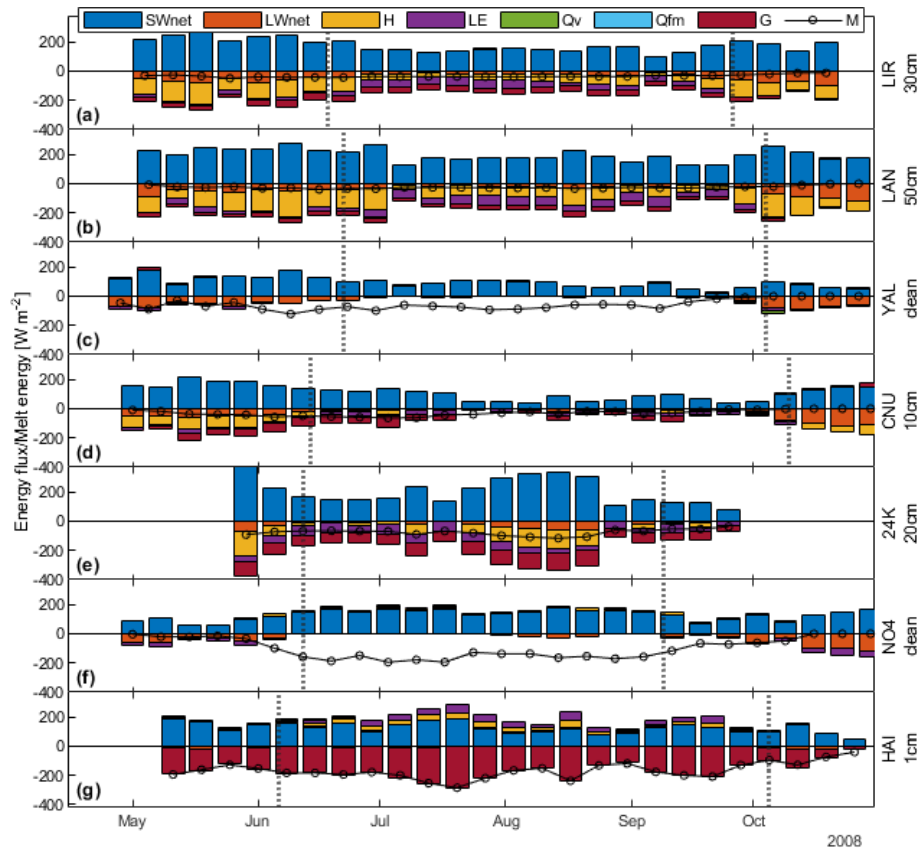 SWnet LWnet H LE Qv Qfm G M
200
0
-200
-400
(a)
LIR
30cm
200
0
-200
-400
(b)
LAN
50cm
200
0
-200
-400
(c)
YAL
clean
200
0
-200
-400
(d)
CNU
10cm
200
0
-200
-400
(e)
24K
20cm
200
0
-200
-400
(f)
NO4
clean
200
0
-200
-400
(g)
HAI
1cm
Energy flux/Melt energy [W m-2]
May Jun Jul Aug Sep Oct
2008